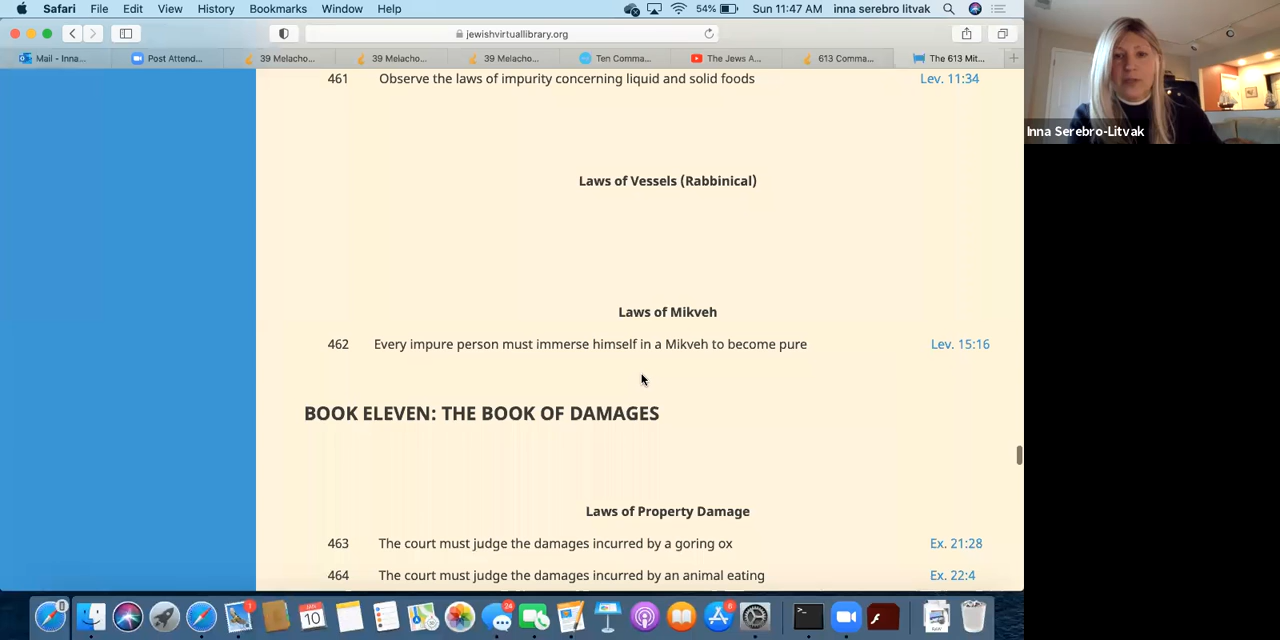 Safari File Edit View History Bookmarks Window Help 54% Sun 11:47 AM inna serebro litvak
jewishvirtuallibrary.org
Mail - Inna... Post Attend... 39 Melacho... 39 Melacho... 39 Melacho... Ten Comma... The Jews A... 613 Comma... The 613 Mit...
461 Observe the laws of impurity concerning liquid and solid foods Lev. 11:34
Inna Serebro-Litvak
Laws of Vessels (Rabbinical)
Laws of Mikveh
462 Every impure person must immerse himself in a Mikveh to become pure Lev. 15:16
BOOK ELEVEN: THE BOOK OF DAMAGES
Laws of Property Damage
463 The court must judge the damages incurred by a goring ox Ex. 21:28
464 The court must judge the damages incurred by an animal eating Ex. 22:4
JAN
10
24
6
1